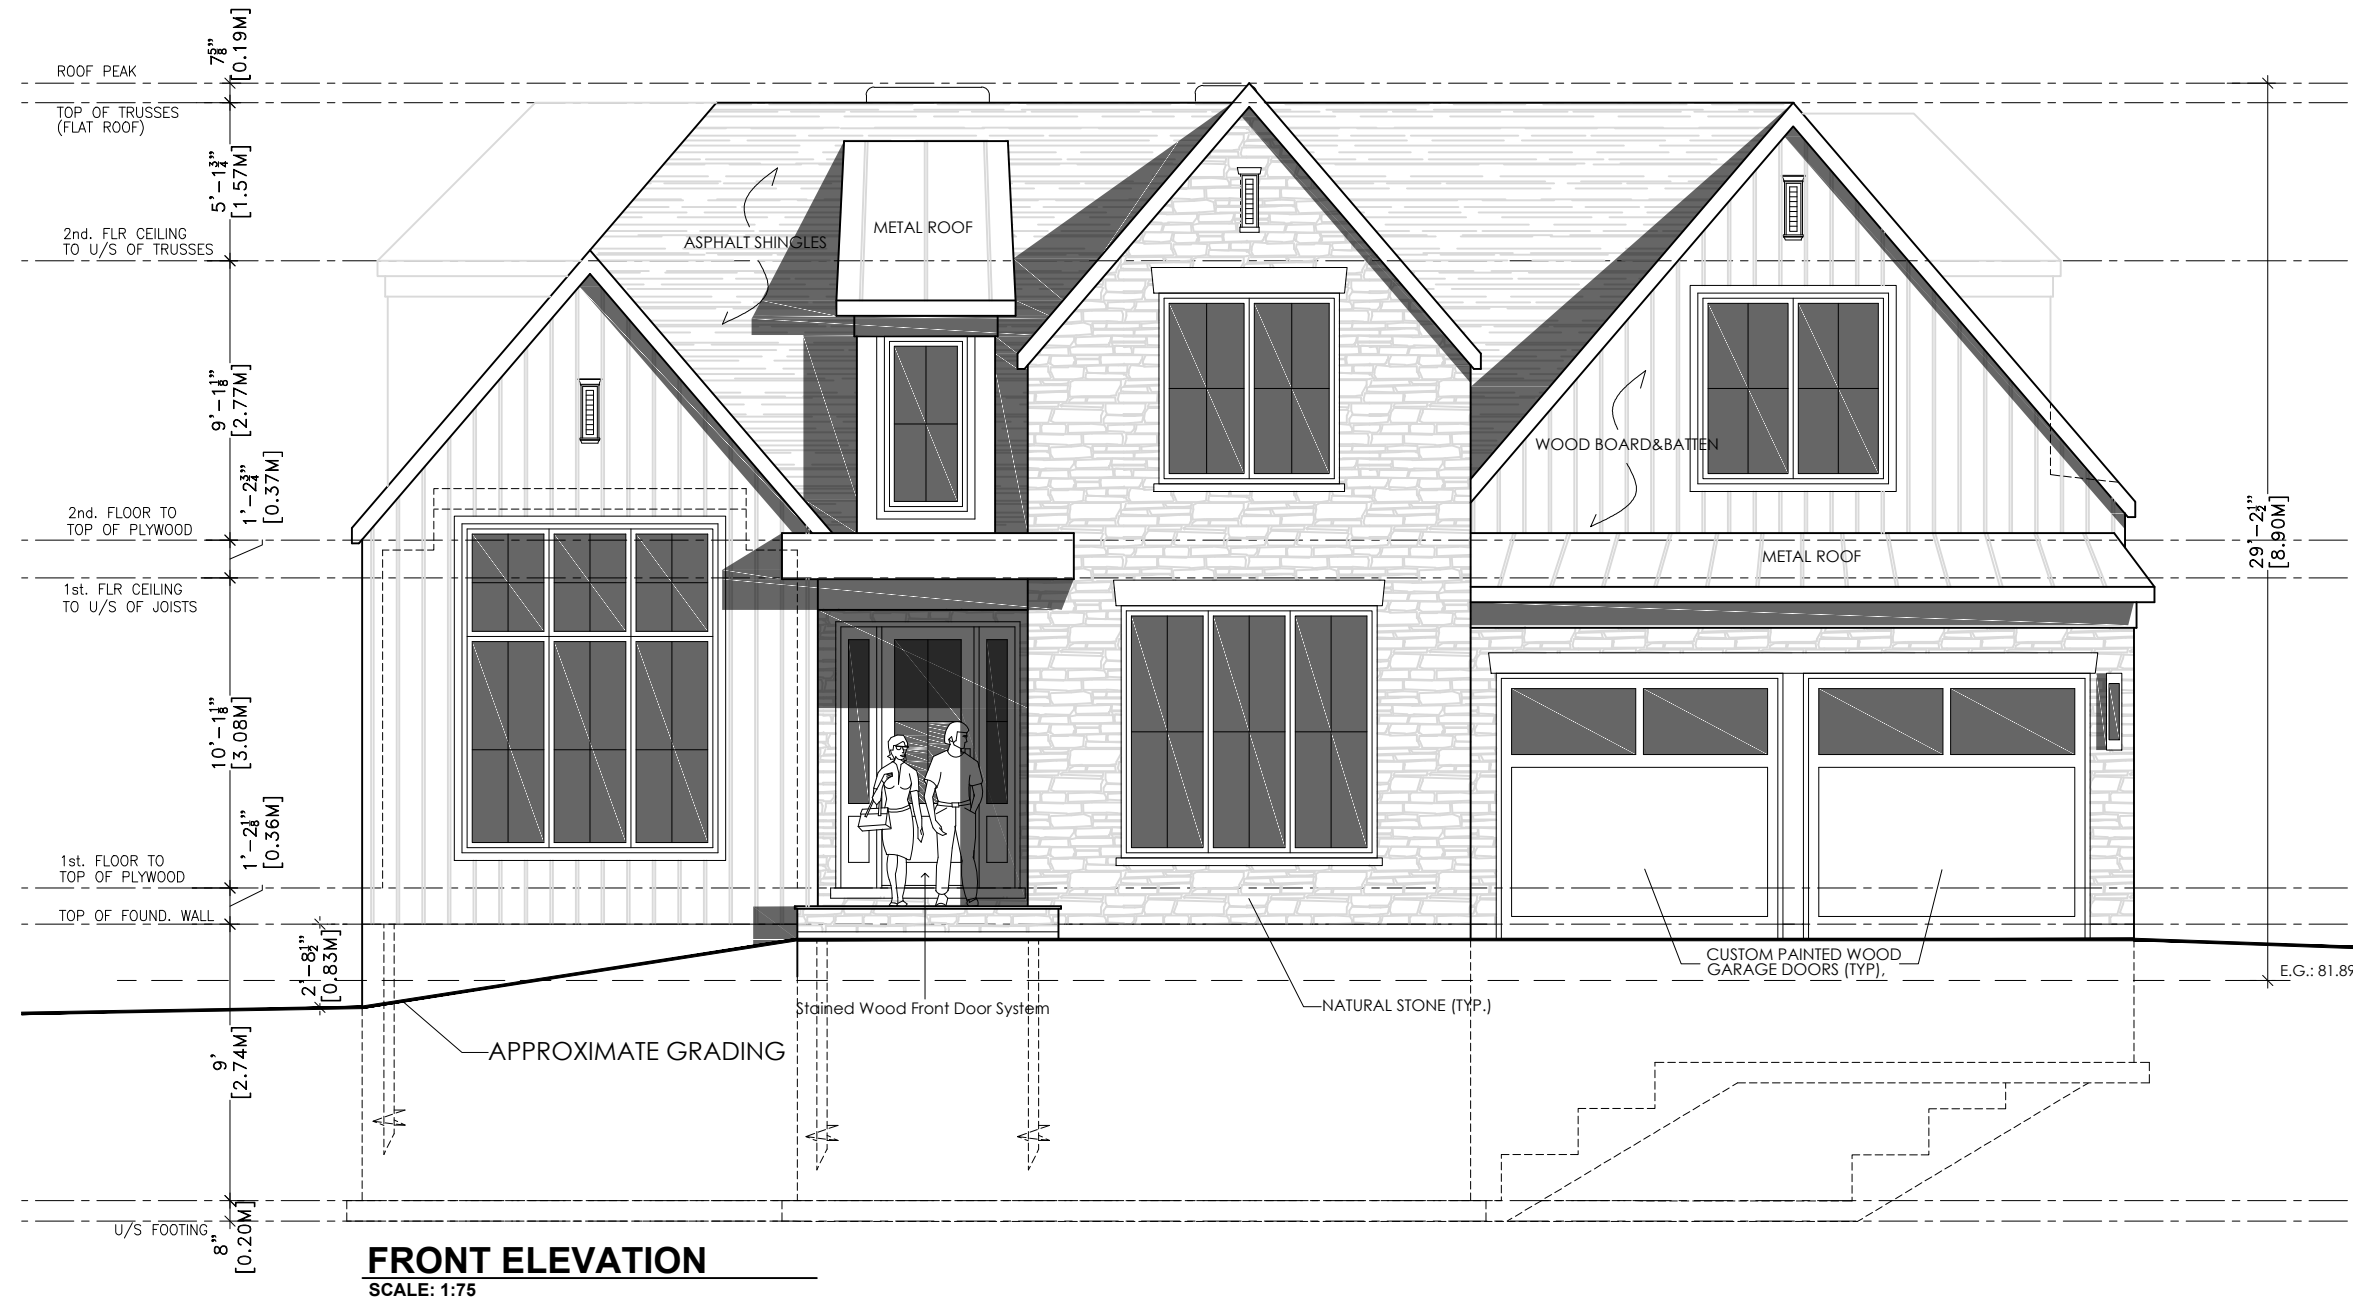 7⅝"
[0.19M]
ROOF PEAK
TOP OF TRUSSES
(FLAT ROOF)
5'-1¾"
[1.57M]
2nd. FLR CEILING
TO U/S OF TRUSSES
ASPHALT SHINGLES
METAL ROOF
9'-1⅛"
[2.77M]
WOOD BOARD&BATTEN
1'-2¾"
[0.37M]
2nd. FLOOR TO
TOP OF PLYWOOD
METAL ROOF
29'-2½"
[8.90M]
1st. FLR CEILING
TO U/S OF JOISTS
10'-1⅛"
[3.08M]
1'-2⅛"
[0.36M]
1st. FLOOR TO
TOP OF PLYWOOD
TOP OF FOUND. WALL
2'-8½"
[0.83M]
CUSTOM PAINTED WOOD
GARAGE DOORS (TYP),
E.G.: 81.89
Stained Wood Front Door System
NATURAL STONE (TYP.)
APPROXIMATE GRADING
9'
[2.74M]
U/S FOOTING
8"
[0.20M]
FRONT ELEVATION
SCALE: 1:75